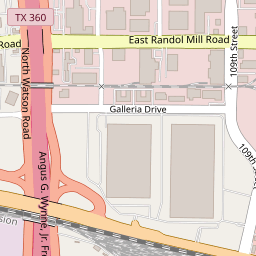 TX 360
East Randol Mill Road
Road
North Watson Road
109th Street
Galleria Drive
109th Street
Angus G. Wynne, Jr. Fr
sion